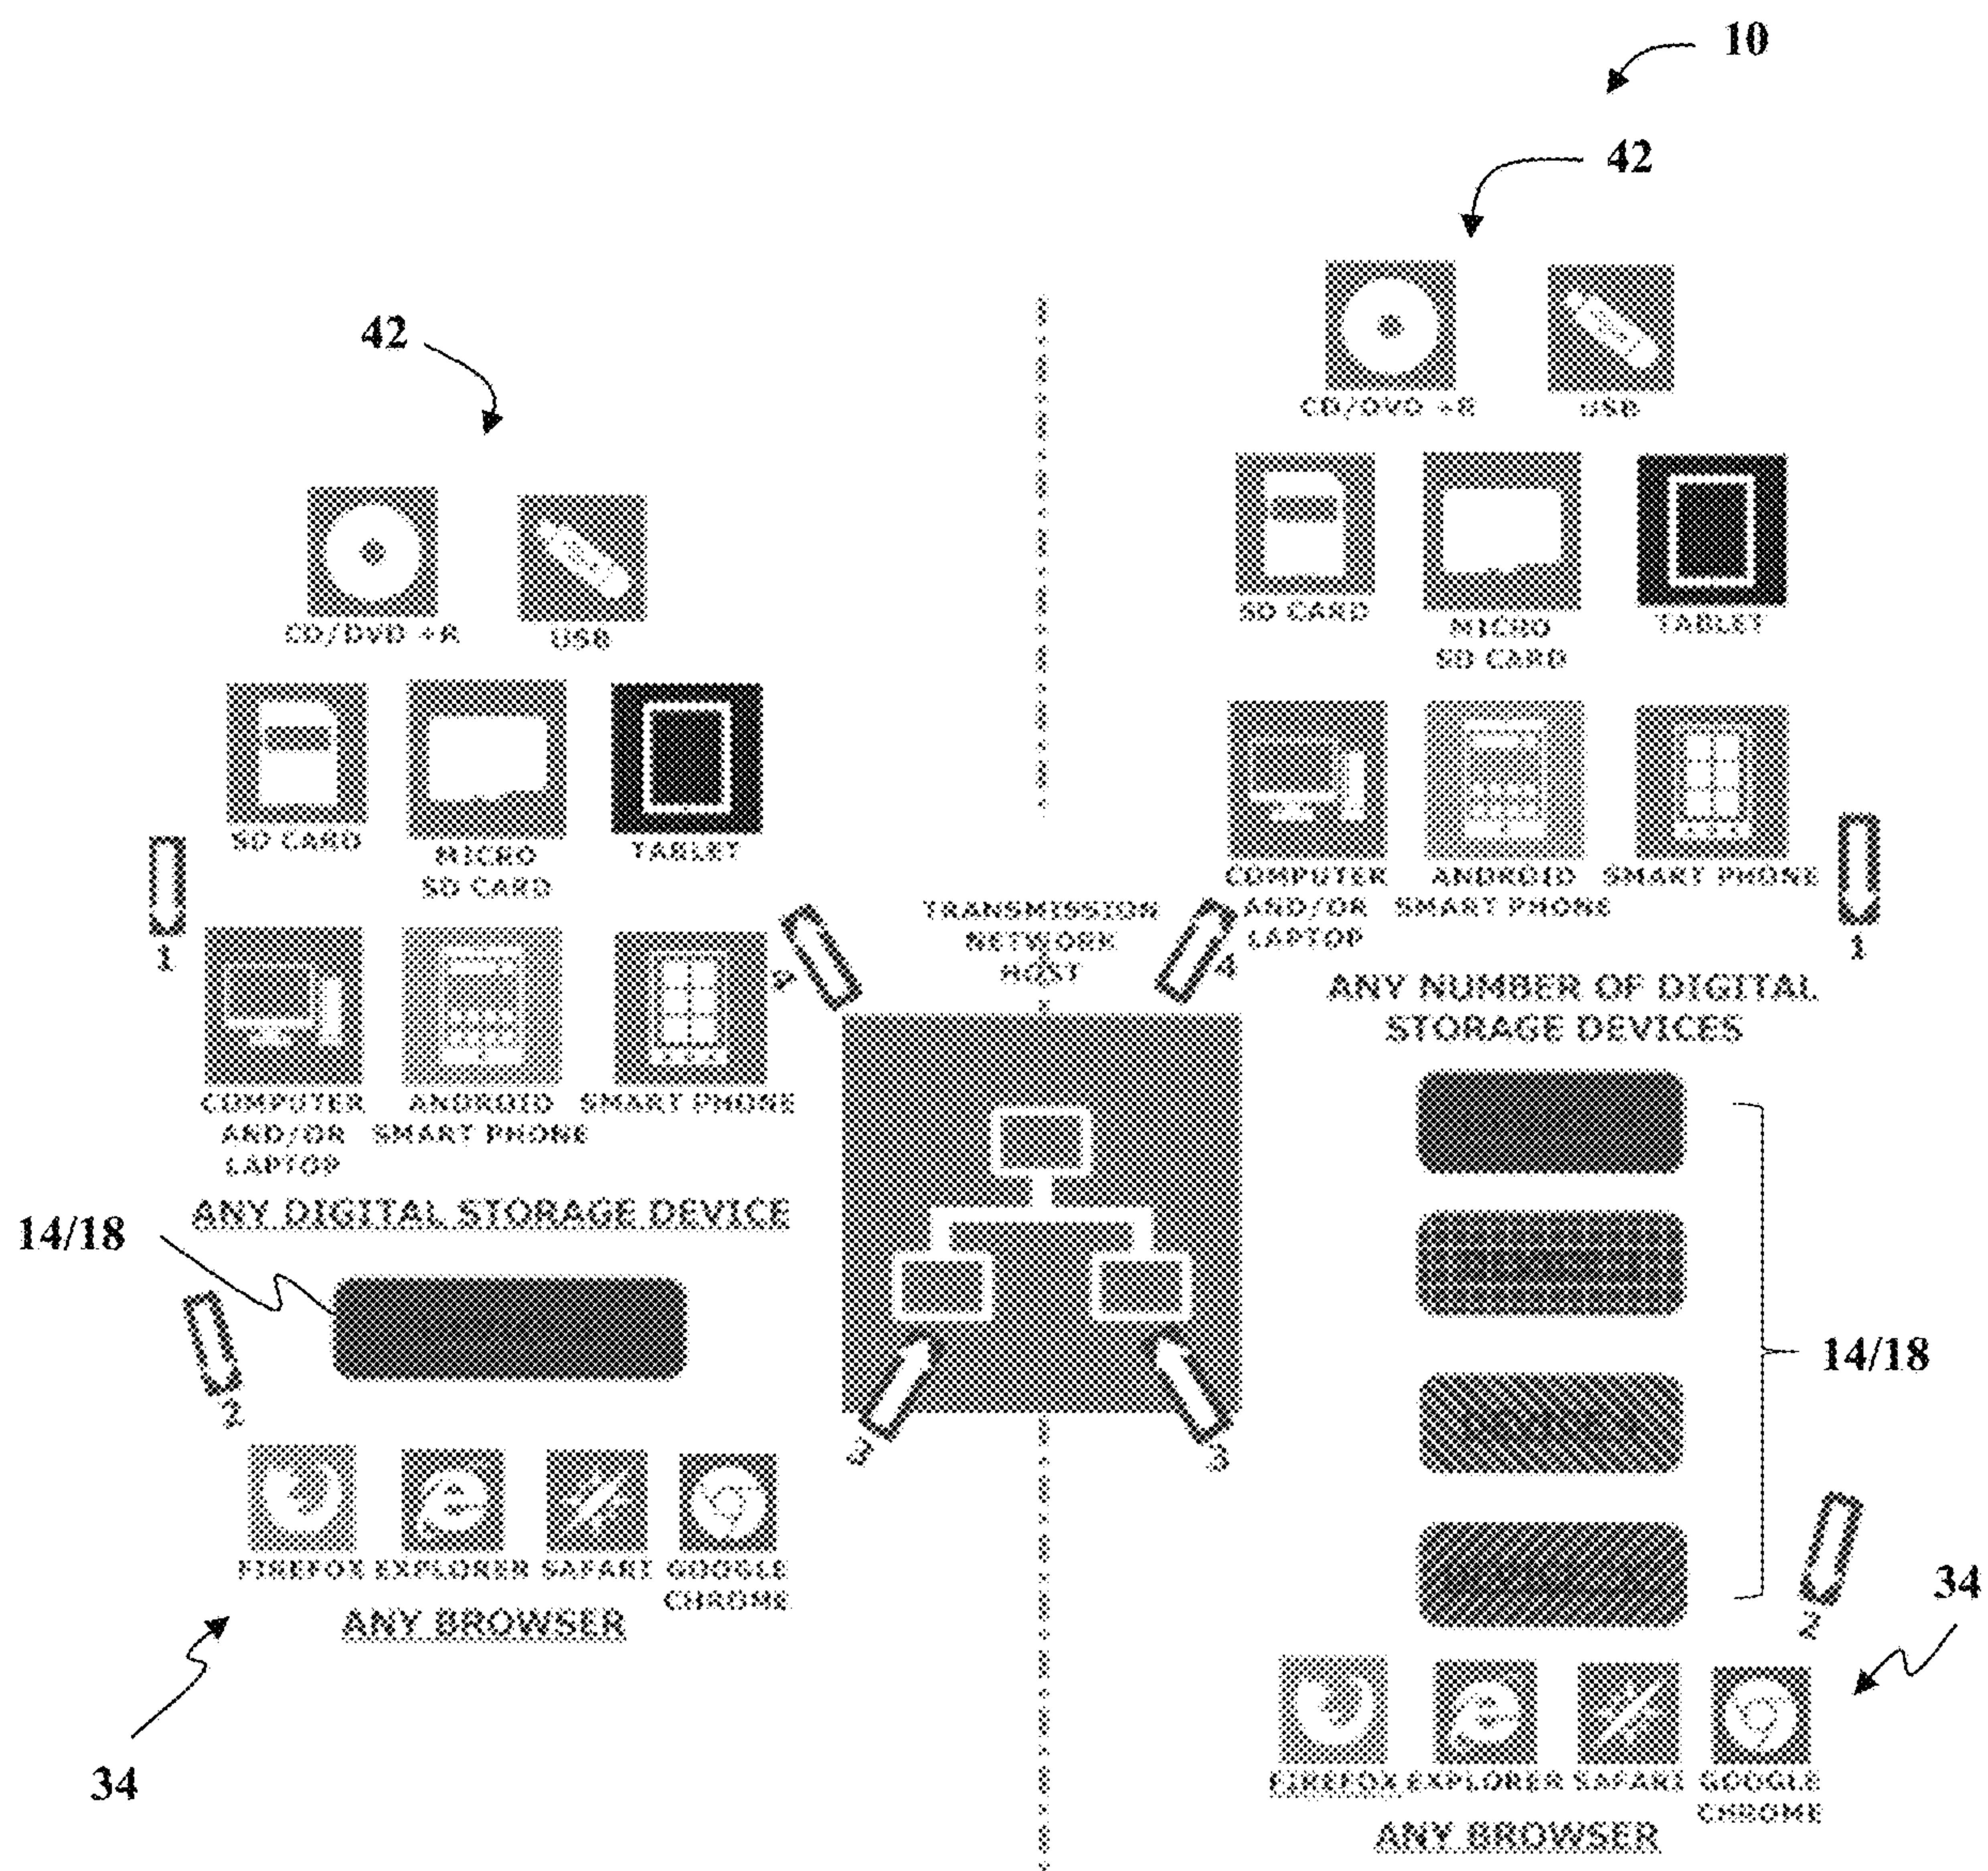 10
42
42
CD/DVD +R
USB
SD CARD
MICRO
SD CARD
TABLET
COMPUTER
AND/OR
LAPTOP
ANDROID
SMART PHONE
SMART PHONE
1
ANY DIGITAL STORAGE DEVICE
14/18
2
FIREFOX
EXPLORER
SAFARI
GOOGLE
CHROME
ANY BROWSER
34
4
TRANSMISSION
NETWORK
HOST
4
3
3
CD/DVD +R
USB
SD CARD
MICRO
SD CARD
TABLET
COMPUTER
AND/OR
LAPTOP
ANDROID
SMART PHONE
SMART PHONE
1
ANY NUMBER OF DIGITAL
STORAGE DEVICES
14/18
2
34
FIREFOX
EXPLORER
SAFARI
GOOGLE
CHROME
ANY BROWSER